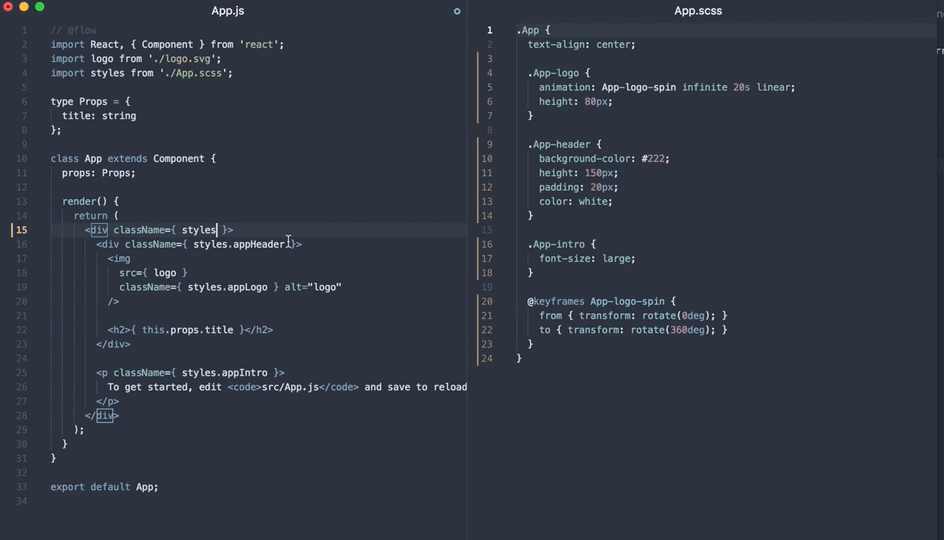 App.js
1 // @flow
2 import React, { Component } from 'react';
3 import logo from './logo.svg';
4 import styles from './App.scss';
5
6 type Props = {
7 title: string
8 };
9
10 class App extends Component {
11 props: Props;
12
13 render() {
14 return (
15 <div className={ styles }>
16 <div className={ styles.appHeader }>
17 <img
18 src={ logo }
19 className={ styles.appLogo } alt="logo"
20 />
21
22 <h2>{ this.props.title }</h2>
23 </div>
24
25 <p className={ styles.appIntro }>
26 To get started, edit <code>src/App.js</code> and save to reload
27 </p>
28 </div>
29 );
30 }
31 }
32
33 export default App;
34
App.scss
1 .App {
2 text-align: center;
3
4 .App-logo {
5 animation: App-logo-spin infinite 20s linear;
6 height: 80px;
7 }
8
9 .App-header {
10 background-color: #222;
11 height: 150px;
12 padding: 20px;
13 color: white;
14 }
15
16 .App-intro {
17 font-size: large;
18 }
19
20 @keyframes App-logo-spin {
21 from { transform: rotate(0deg); }
22 to { transform: rotate(360deg); }
23 }
24 }